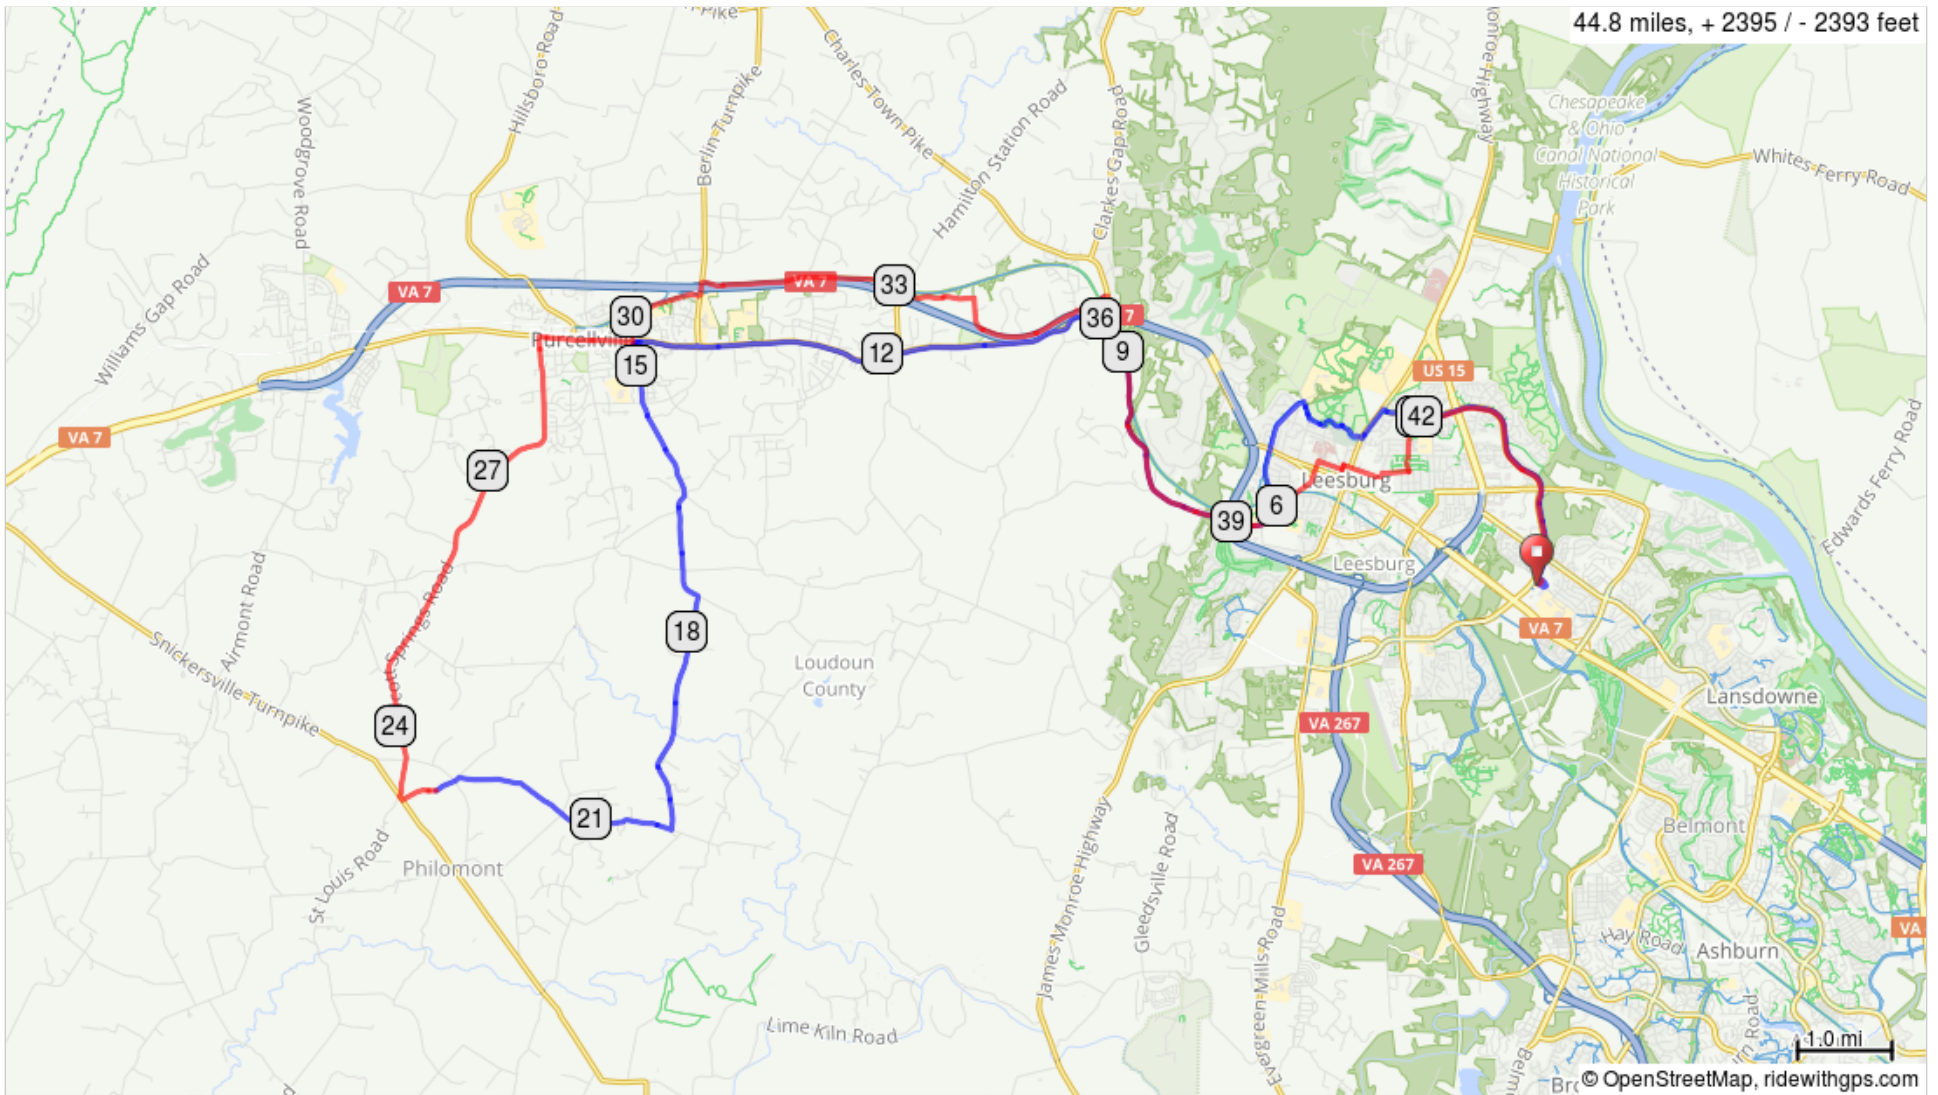 44.8 miles, + 2395 / - 2393 feet
Pike
Hillsboro Road
Charles Town Pike
Berlin Turnpike
Woodgrove Road
Hamilton Station Road
Clarkes Gap Road
Chesapeake
& Ohio
Canal National
Historical
Park
Whites Ferry Road
Williams Gap Road
VA 7
VA 7
33
30
36
7
Purcellville
12
9
15
US 15
42
VA 7
27
Leesburg
6
39
Edwards Ferry Road
Leesburg
Airmont Road
18
VA 7
Snickersville Turnpike
Loudoun
County
Lansdowne
24
VA 267
21
Belmont
St Louis Road
Philomont
VA 267
James Monroe Highway
Gleedsville Road
Evergreen Mills Road
Hay Road
Ashburn
VA
Lime Kiln Road
1.0 mi
© OpenStreetMap, ridewithgps.com